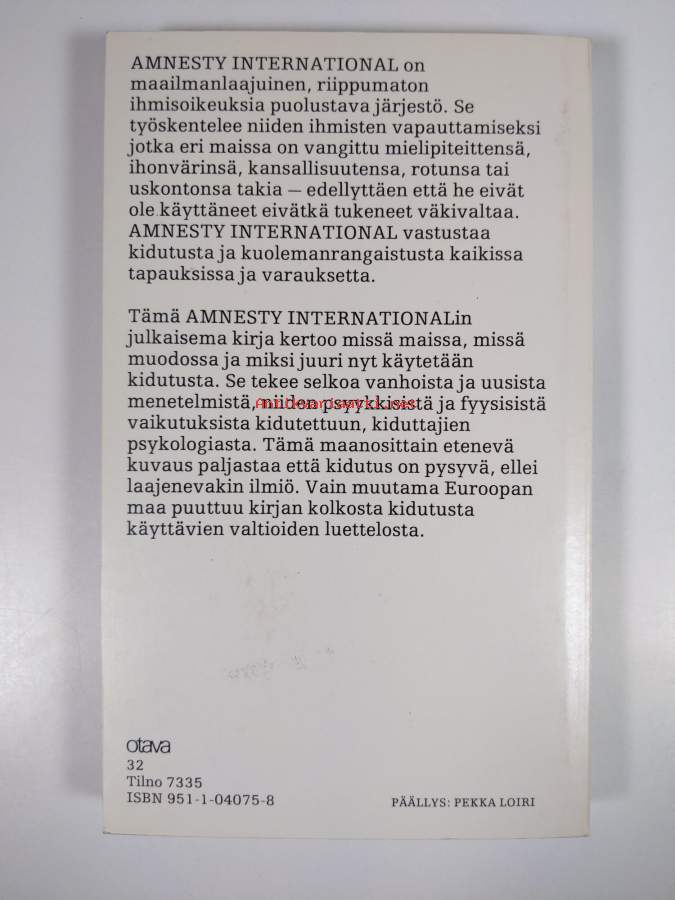 AMNESTY INTERNATIONAL on
maailmanlaajuinen, riippumaton
ihmisoikeuksia puolustava järjestö. Se
työskentelee niiden ihmisten vapauttamiseksi
jotka eri maissa on vangittu mielipiteittensä,
ihonvärinsä, kansallisuutensa, rotunsa tai
uskontonsa takia – edellyttäen että he eivät
ole käyttäneet eivätkä tukeneet väkivaltaa.
AMNESTY INTERNATIONAL vastustaa
kidutusta ja kuolemanrangaistusta kaikissa
tapauksissa ja varauksetta.
Tämä AMNESTY INTERNATIONALin
julkaisema kirja kertoo missä maissa, missä
muodossa ja miksi juuri nyt käytetään
kidutusta. Se tekee selkoa vanhoista ja uusista
menetelmistä, niiden psyykkisistä ja fyysisistä
Antikvariaatti.net
vaikutuksista kidutettuun, kiduttajien
psykologiasta. Tämä maanosittain etenevä
kuvaus paljastaa että kidutus on pysyvä, ellei
laajenevakin ilmiö. Vain muutama Euroopan
maa puuttuu kirjan kolkosta kidutusta
käyttävien valtioiden luettelosta.
otava
32
Tilno 7335
ISBN 951-1-04075-8
PÄÄLLYS: PEKKA LOIRI